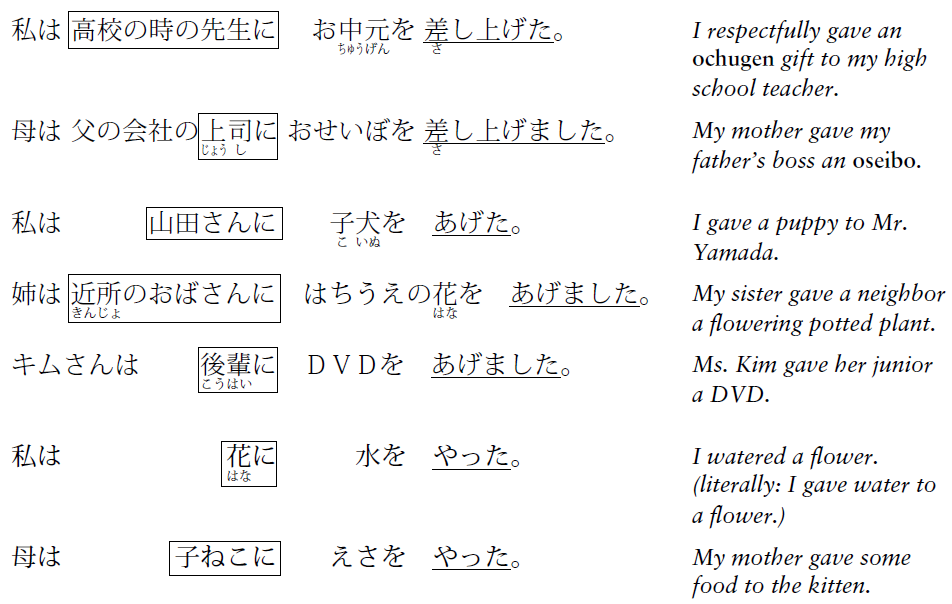 私は 高校の時の先生に お中元を 差し上げた。
ちゅうげん さ
I respectfully gave an
ochugen gift to my high
school teacher.
母は 父の会社の上司に おせいぼを 差し上げました。
じょう し さ
My mother gave my
father's boss an oseibo.
私は 山田さんに 子犬を あげた。
こ いぬ
I gave a puppy to Mr.
Yamada.
姉は 近所のおばさんに はちうえの花を あげました。
きんじょ はな
My sister gave a neighbor
a flowering potted plant.
キムさんは 後輩に ＤＶＤを あげました。
こうはい
Ms. Kim gave her junior
a DVD.
私は 花に 水を やった。
はな
I watered a flower.
(literally: I gave water to
a flower.)
母は 子ねこに えさを やった。
My mother gave some
food to the kitten.